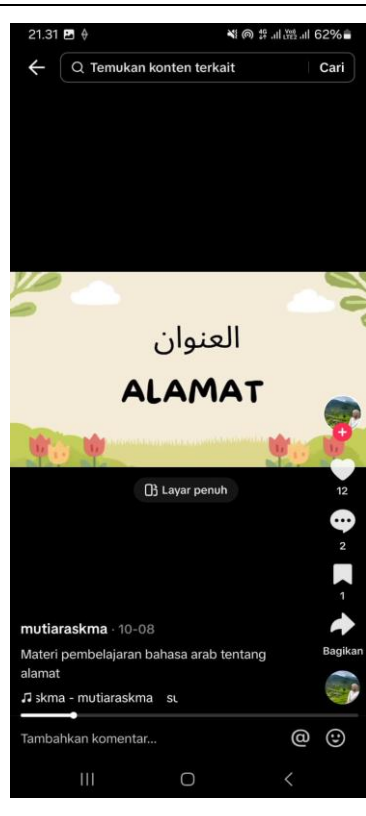 21.31 62%
Temukan konten terkait Cari
العنوان
ALAMAT
Layar penuh
12
2
1
Bagikan
mutiaraskma · 10-08
Materi pembelajaran bahasa arab tentang
alamat
skma - mutiaraskma su
Tambahkan komentar...